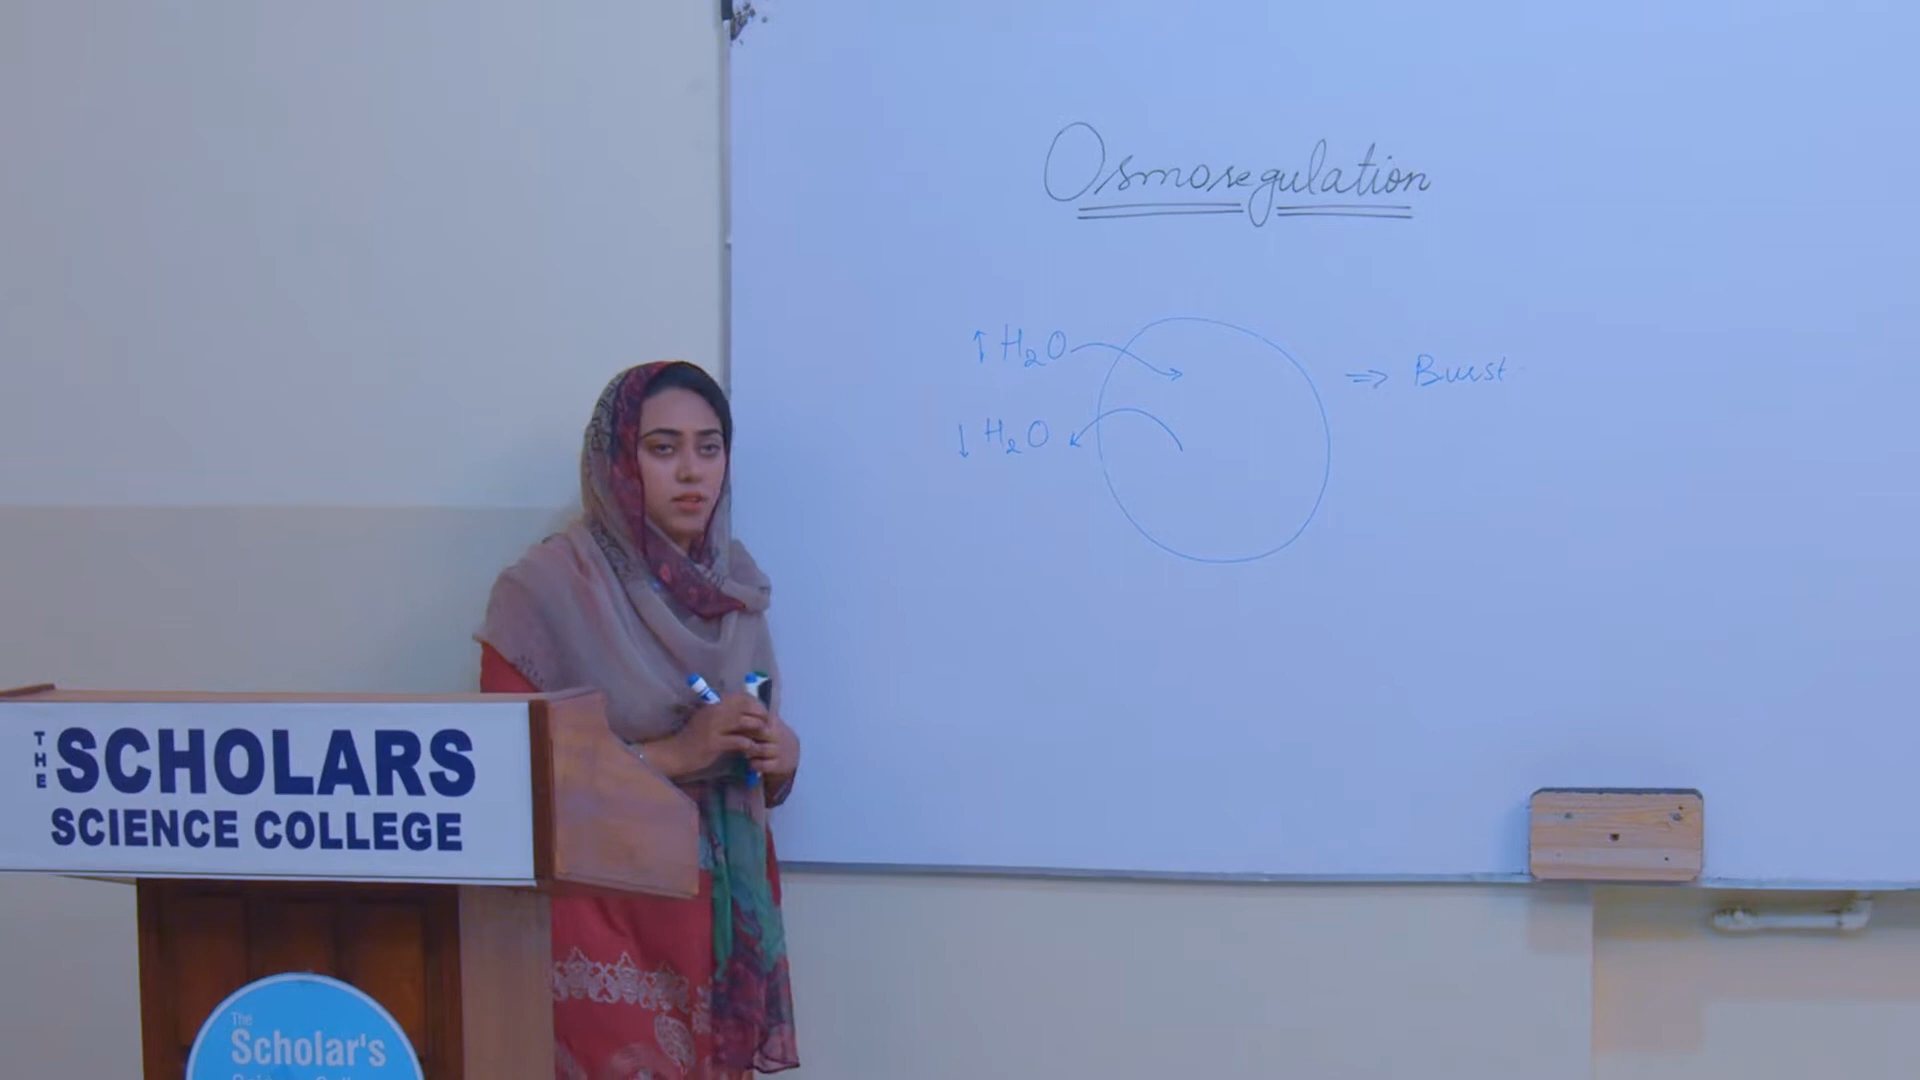 Osmoregulation
↑ H₂O
⇒ Burst
↓ H₂O
THE SCHOLARS
SCIENCE COLLEGE
The
Scholar's